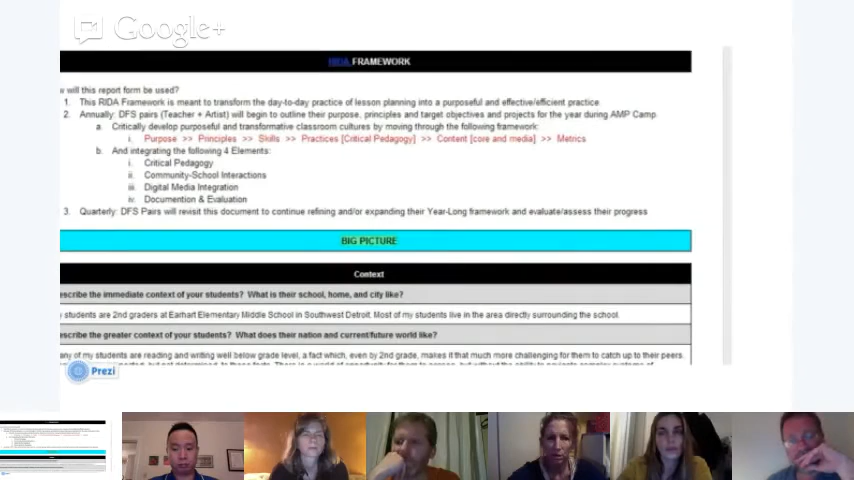 Google+
RIDA FRAMEWORK
w will this report form be used?
1. This RIDA Framework is meant to transform the day-to-day practice of lesson planning into a purposeful and effective/efficient practice
2. Annually: DFS pairs (Teacher + Artist) will begin to outline their purpose, principles and target objectives and projects for the year during AMP Camp.
a. Critically develop purposeful and transformative classroom cultures by moving through the following framework:
i. Purpose >> Principles >> Skills >> Practices [Critical Pedagogy] >> Content [core and media] >> Metrics
b. And integrating the following 4 Elements:
i. Critical Pedagogy
ii. Community-School Interactions
iii. Digital Media Integration
iv. Documention & Evaluation
3. Quarterly: DFS Pairs will revisit this document to continue refining and/or expanding their Year-Long framework and evaluate/assess their progress
BIG PICTURE
Context
escribe the immediate context of your students? What is their school, home, and city like?
y students are 2nd graders at Earhart Elementary Middle School in Southwest Detroit. Most of my students live in the area directly surrounding the school.
escribe the greater context of your students? What does their nation and current/future world like?
any of my students are reading and writing well below grade level, a fact which, even by 2nd grade, makes it that much more challenging for them to catch up to their peers.
Prezi